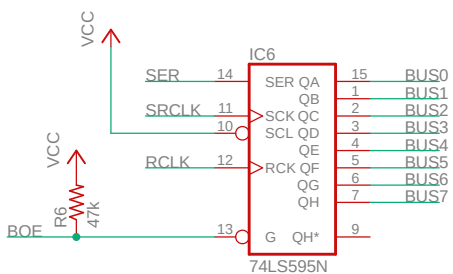 VCC
IC6
SER 14 SER QA 15 BUS0
QB 1 BUS1
SRCLK 11 SCK QC 2 BUS2
10 SCL QD 3 BUS3
QE 4 BUS4
RCLK 12 RCK QF 5 BUS5
QG 6 BUS6
QH 7 BUS7
VCC
R6
47k
BOE 13 G QH* 9
74LS595N